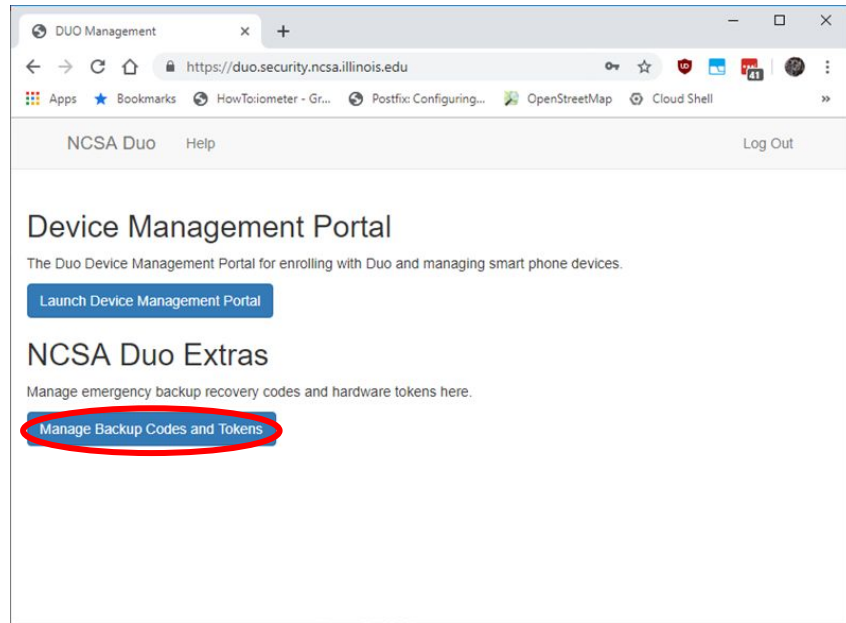 DUO Management
https://duo.security.ncsa.illinois.edu
41
Apps Bookmarks HowTo:iometer - Gr... Postfix: Configuring... OpenStreetMap Cloud Shell »
NCSA Duo Help Log Out
Device Management Portal
The Duo Device Management Portal for enrolling with Duo and managing smart phone devices.
Launch Device Management Portal
NCSA Duo Extras
Manage emergency backup recovery codes and hardware tokens here.
Manage Backup Codes and Tokens